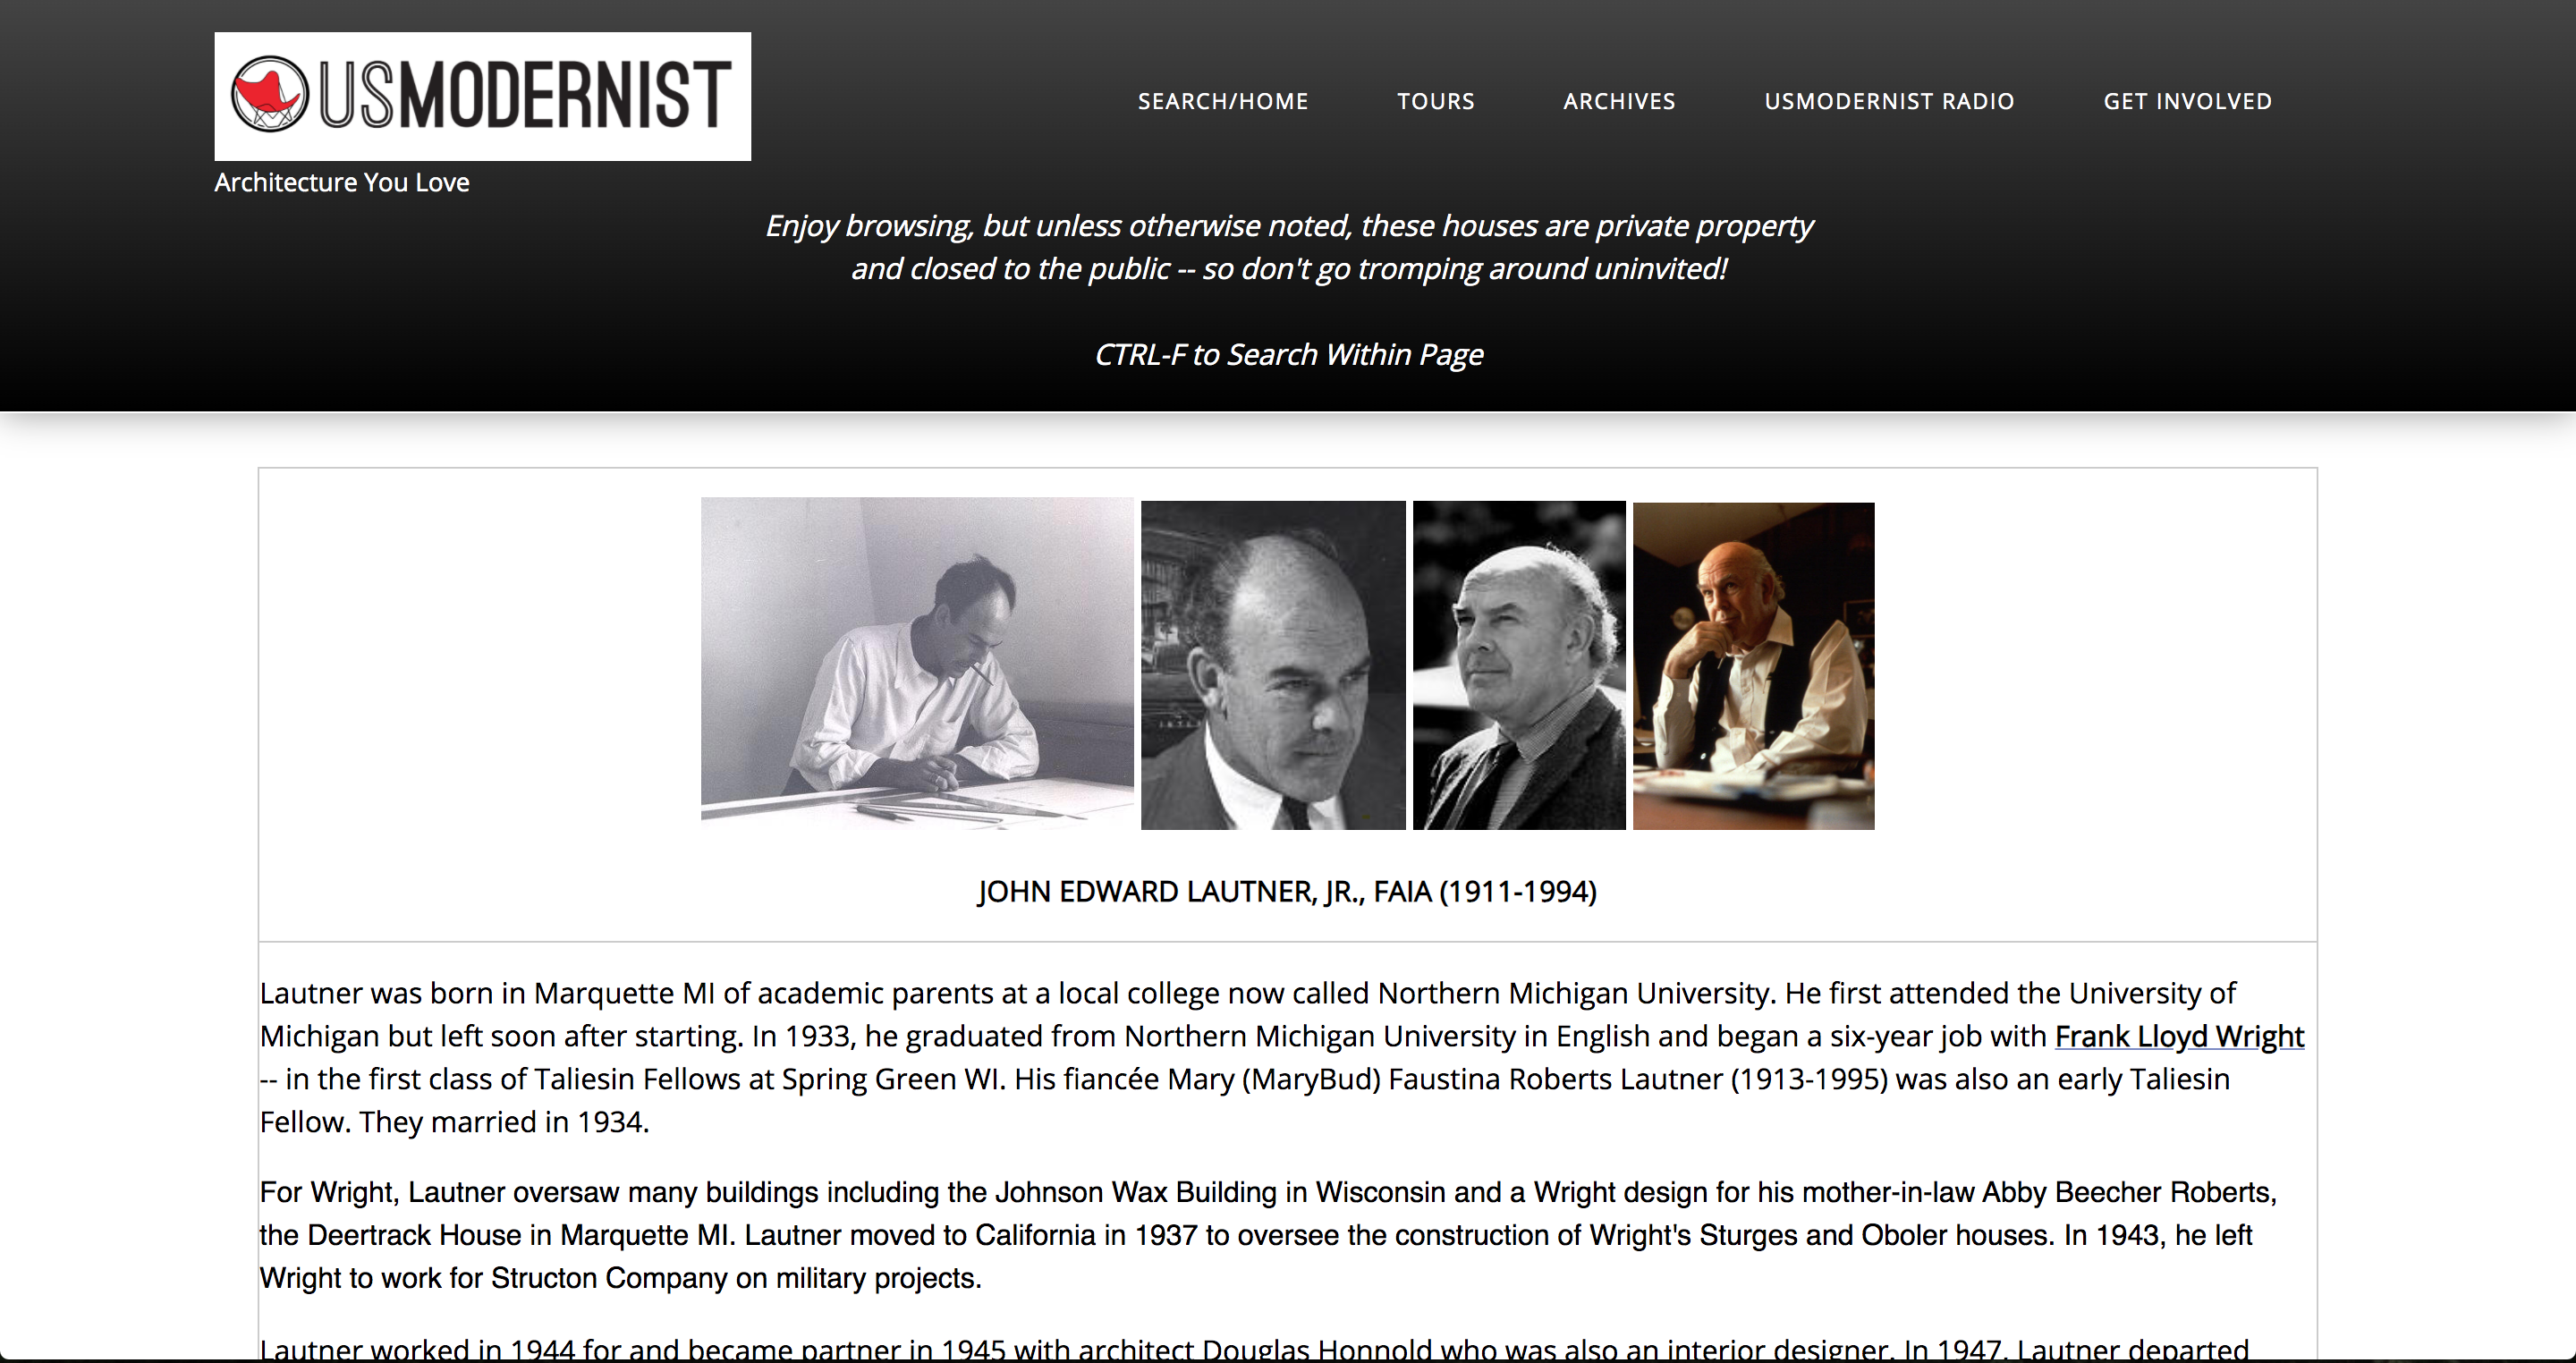 USMODERNIST
Architecture You Love
SEARCH/HOME TOURS ARCHIVES USMODERNIST RADIO GET INVOLVED
Enjoy browsing, but unless otherwise noted, these houses are private property
and closed to the public -- so don't go tromping around uninvited!
CTRL-F to Search Within Page
JOHN EDWARD LAUTNER, JR., FAIA (1911-1994)
Lautner was born in Marquette MI of academic parents at a local college now called Northern Michigan University. He first attended the University of
Michigan but left soon after starting. In 1933, he graduated from Northern Michigan University in English and began a six-year job with Frank Lloyd Wright
-- in the first class of Taliesin Fellows at Spring Green WI. His fiancée Mary (MaryBud) Faustina Roberts Lautner (1913-1995) was also an early Taliesin
Fellow. They married in 1934.
For Wright, Lautner oversaw many buildings including the Johnson Wax Building in Wisconsin and a Wright design for his mother-in-law Abby Beecher Roberts,
the Deertrack House in Marquette MI. Lautner moved to California in 1937 to oversee the construction of Wright's Sturges and Oboler houses. In 1943, he left
Wright to work for Structon Company on military projects.
Lautner worked in 1944 for and became partner in 1945 with architect Douglas Honnold who was also an interior designer. In 1947, Lautner departed